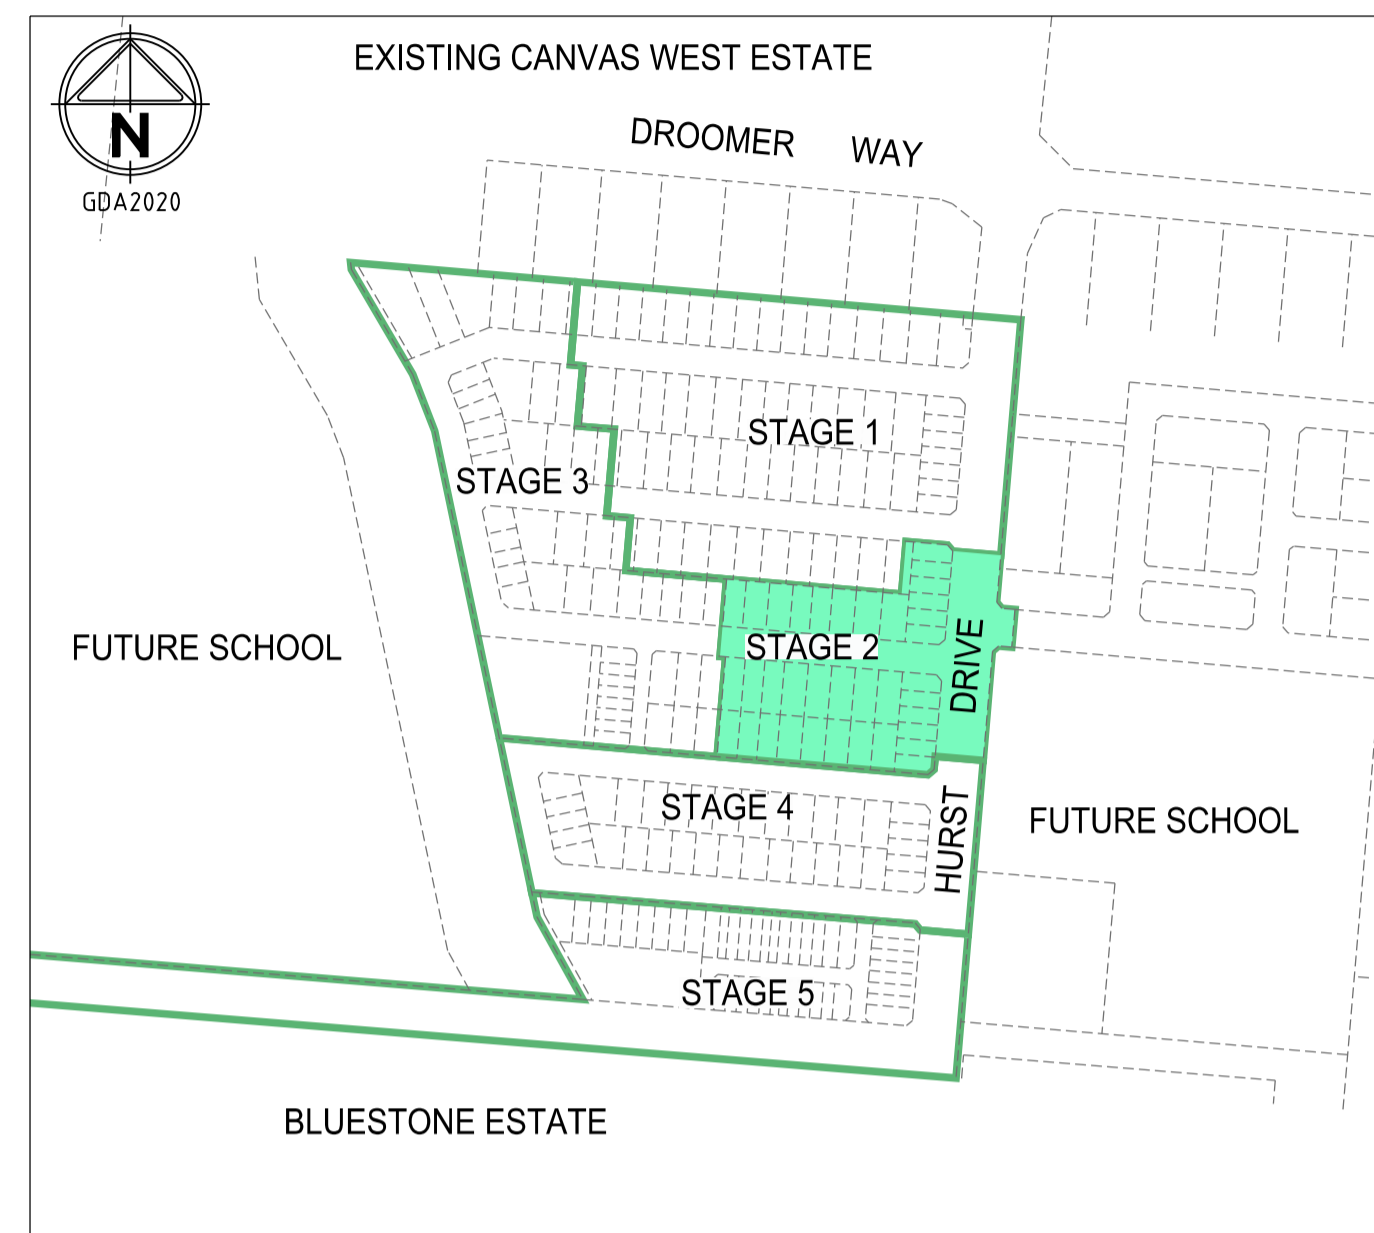 EXISTING CANVAS WEST ESTATE
N
GDA2020
DROOMER WAY
STAGE 1
STAGE 3
STAGE 2
FUTURE SCHOOL
HURST DRIVE
STAGE 4
FUTURE SCHOOL
STAGE 5
BLUESTONE ESTATE